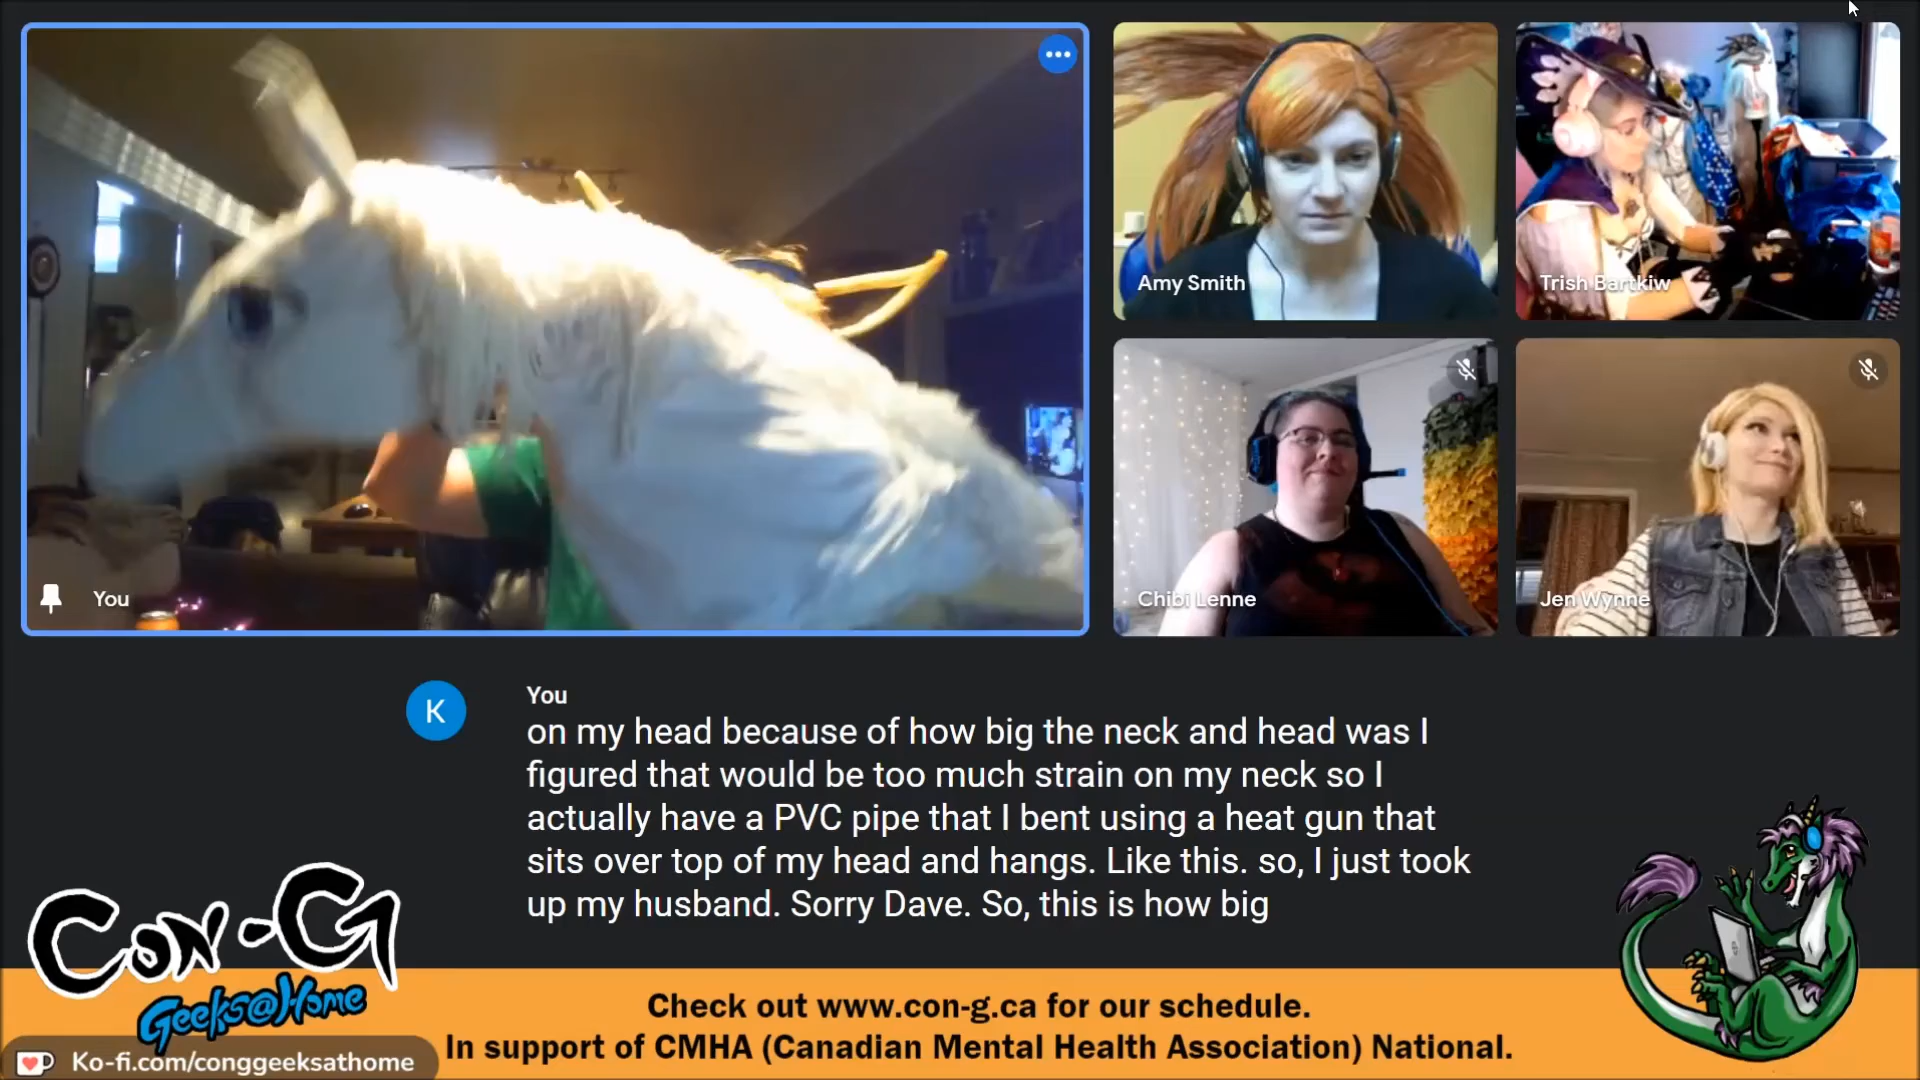 Amy Smith
Trish Bartkiw
You
Chibi Lenne
Jen Wynne
K
You
on my head because of how big the neck and head was I
figured that would be too much strain on my neck so I
actually have a PVC pipe that I bent using a heat gun that
sits over top of my head and hangs. Like this. so, I just took
up my husband. Sorry Dave. So, this is how big
Con-G
Geeks@Home
Check out www.con-g.ca for our schedule.
In support of CMHA (Canadian Mental Health Association) National.
Ko-fi.com/conggeeksathome